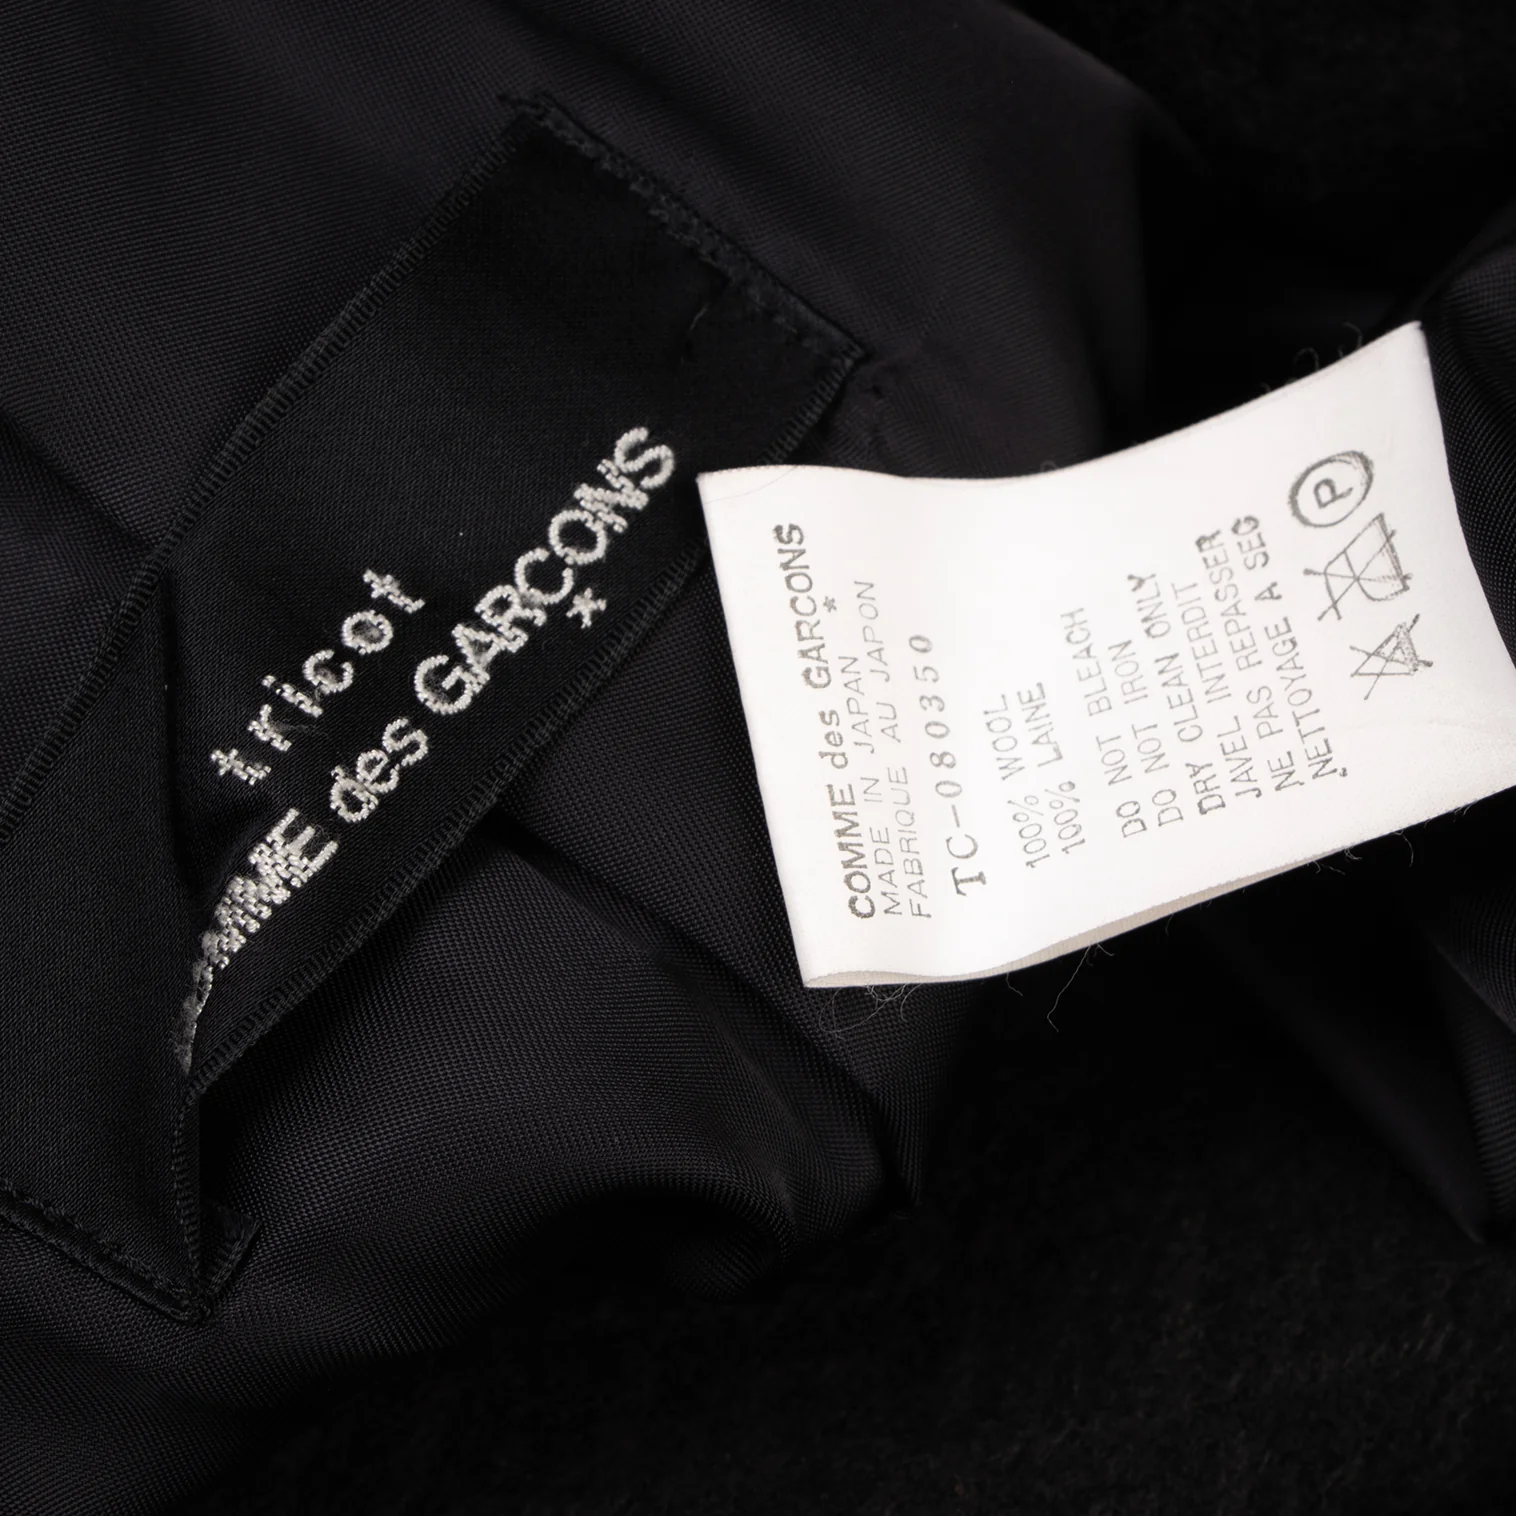 tricot
COMME des GARCONS
*
COMME des GARCONS
*
MADE IN JAPAN
FABRIQUE AU JAPON
TC-080350
100% WOOL
100% LAINE
DO NOT BLEACH
DO NOT IRON
DRY CLEAN ONLY
JAVEL INTERDIT
NE PAS REPASSER
NETTOYAGE A SEC
P